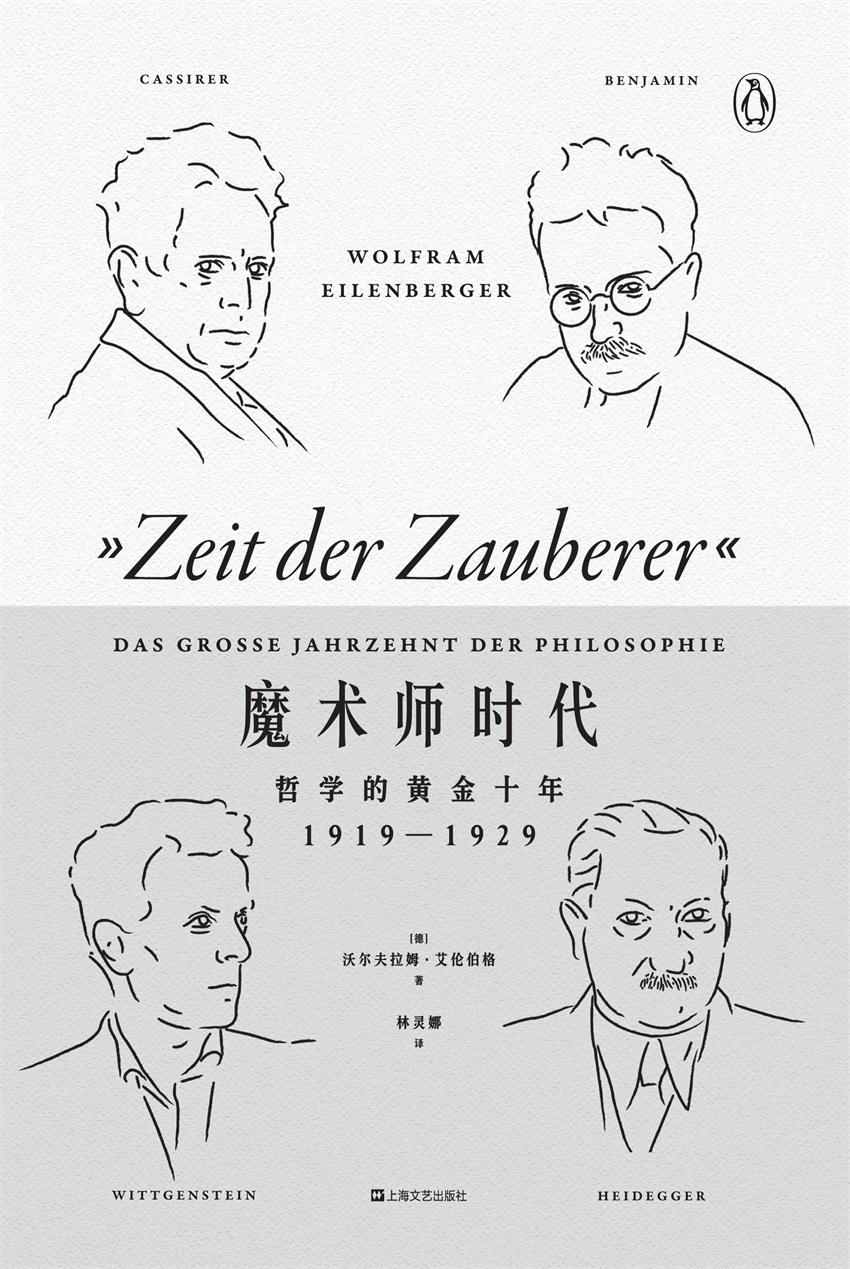 CASSIRER
BENJAMIN
WOLFRAM
EILENBERGER
»Zeit der Zauberer«
DAS GROSSE JAHRZEHNT DER PHILOSOPHIE
魔术师时代
哲学的黄金十年
1919—1929
[德]
沃尔夫拉姆·艾伦伯格
著
林灵娜
译
WITTGENSTEIN
上海文艺出版社
HEIDEGGER